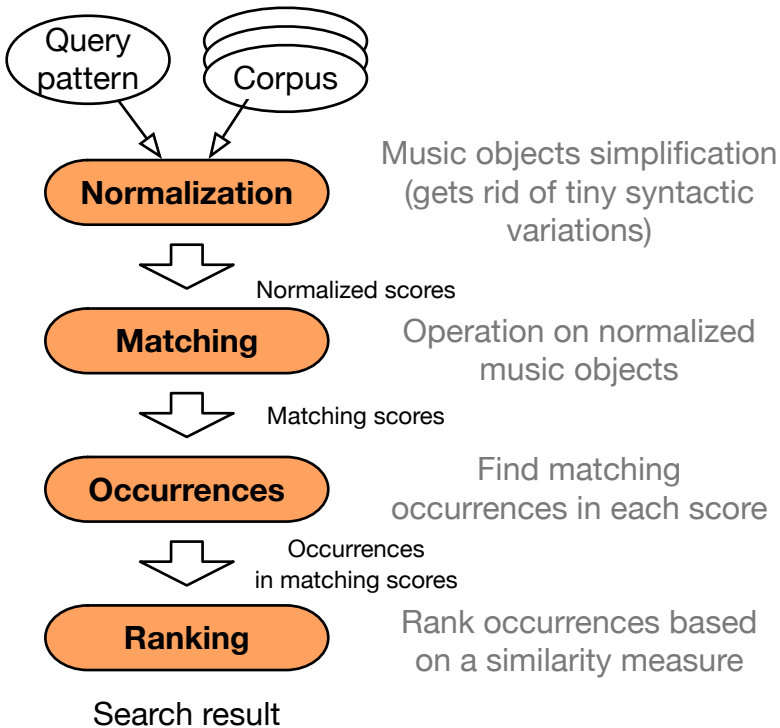 Query
pattern
Corpus
Normalization
Music objects simplification
(gets rid of tiny syntactic
variations)
Normalized scores
Matching
Operation on normalized
music objects
Matching scores
Occurrences
Find matching
occurrences in each score
Occurrences
in matching scores
Ranking
Rank occurrences based
on a similarity measure
Search result